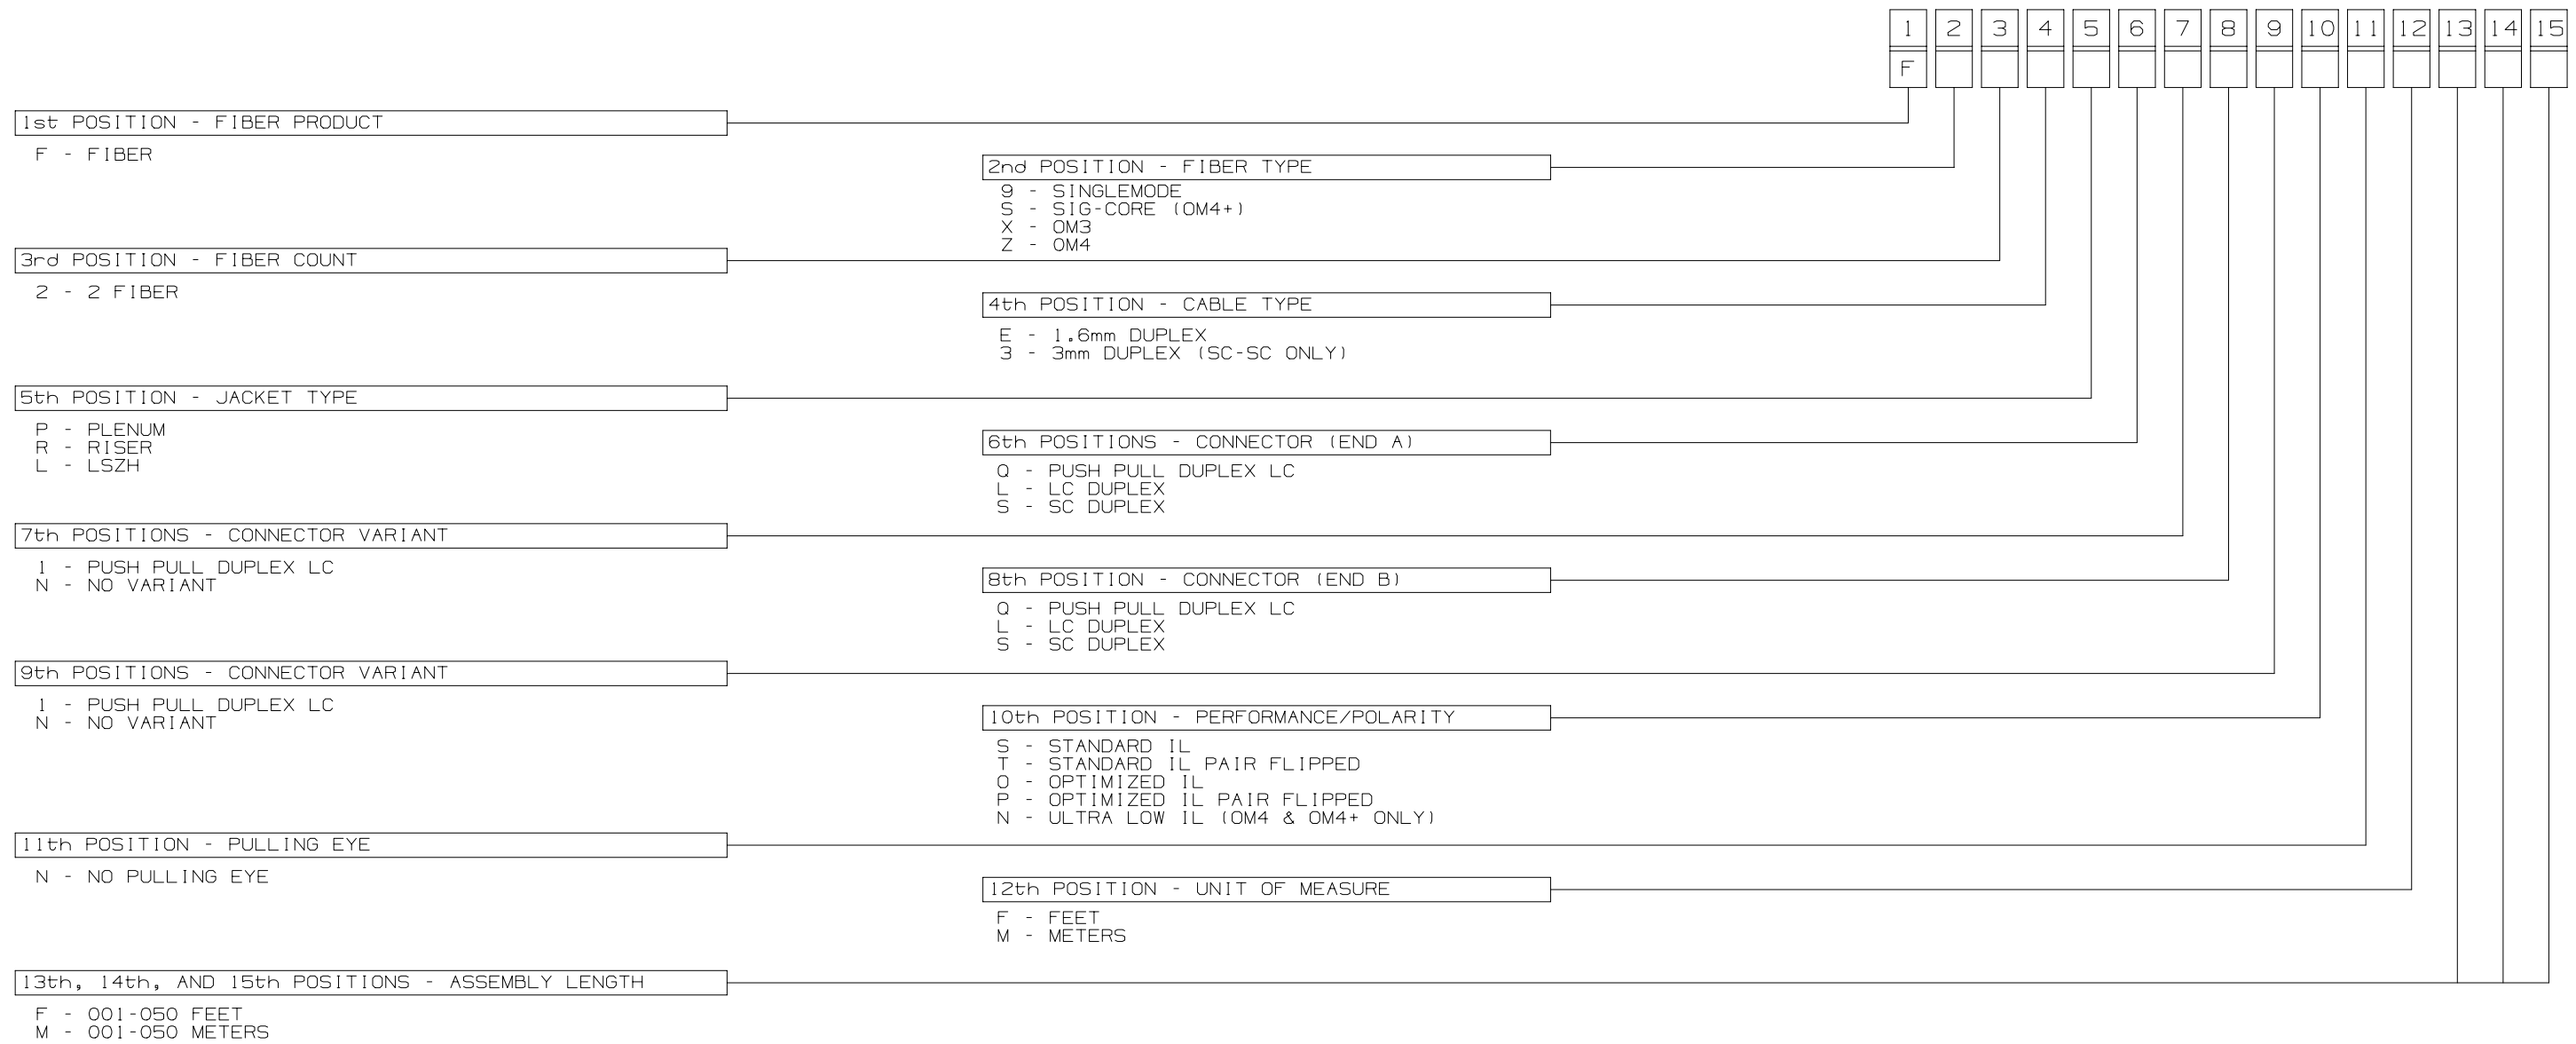 1 2 3 4 5 6 7 8 9 10 11 12 13 14 15
F
1st POSITION - FIBER PRODUCT
F - FIBER
2nd POSITION - FIBER TYPE
9 - SINGLEMODE
S - SIG-CORE (OM4+)
X - OM3
Z - OM4
3rd POSITION - FIBER COUNT
2 - 2 FIBER
4th POSITION - CABLE TYPE
E - 1.6mm DUPLEX
3 - 3mm DUPLEX (SC-SC ONLY)
5th POSITION - JACKET TYPE
P - PLENUM
R - RISER
L - LSZH
6th POSITIONS - CONNECTOR (END A)
Q - PUSH PULL DUPLEX LC
L - LC DUPLEX
S - SC DUPLEX
7th POSITIONS - CONNECTOR VARIANT
1 - PUSH PULL DUPLEX LC
N - NO VARIANT
8th POSITION - CONNECTOR (END B)
Q - PUSH PULL DUPLEX LC
L - LC DUPLEX
S - SC DUPLEX
9th POSITIONS - CONNECTOR VARIANT
1 - PUSH PULL DUPLEX LC
N - NO VARIANT
10th POSITION - PERFORMANCE/POLARITY
S - STANDARD IL
T - STANDARD IL PAIR FLIPPED
O - OPTIMIZED IL
P - OPTIMIZED IL PAIR FLIPPED
N - ULTRA LOW IL (OM4 & OM4+ ONLY)
11th POSITION - PULLING EYE
N - NO PULLING EYE
12th POSITION - UNIT OF MEASURE
F - FEET
M - METERS
13th, 14th, AND 15th POSITIONS - ASSEMBLY LENGTH
F - 001-050 FEET
M - 001-050 METERS